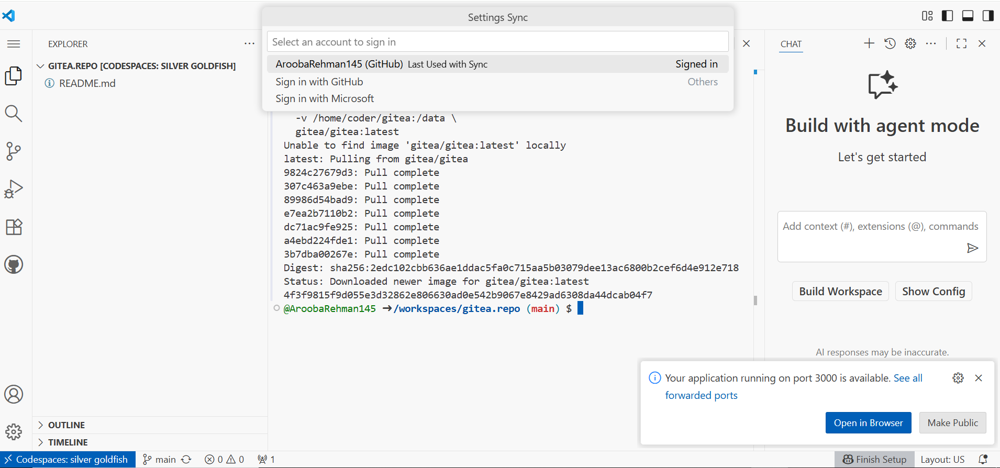 Settings Sync
Select an account to sign in
AroobaRehman145 (GitHub) Last Used with Sync Signed in
Sign in with GitHub Others
Sign in with Microsoft
EXPLORER
GITEA.REPO [CODESPACES: SILVER GOLDFISH]
README.md
OUTLINE
TIMELINE
-v /home/coder/gitea:/data \
gitea/gitea:latest
Unable to find image 'gitea/gitea:latest' locally
latest: Pulling from gitea/gitea
9824c27679d3: Pull complete
307c463a9ebe: Pull complete
89986d54bad9: Pull complete
e7ea2b7110b2: Pull complete
dc71ac9fe925: Pull complete
a4ebd224fde1: Pull complete
3b7dba00267e: Pull complete
Digest: sha256:2edc102cbb636ae1ddac5fa0c715aa5b03079dee13ac6800b2cef6d4e912e718
Status: Downloaded newer image for gitea/gitea:latest
4f3f9815f9d055e3d32862e806630ad0e542b9067e8429ad6308da44dcab04f7
@AroobaRehman145 →/workspaces/gitea.repo (main) $
CHAT
Build with agent mode
Let's get started
Add context (#), extensions (@), commands
Build Workspace Show Config
AI responses may be inaccurate.
Your application running on port 3000 is available. See all
forwarded ports
Open in Browser Make Public
Codespaces: silver goldfish main 0 0 1 Finish Setup Layout: US